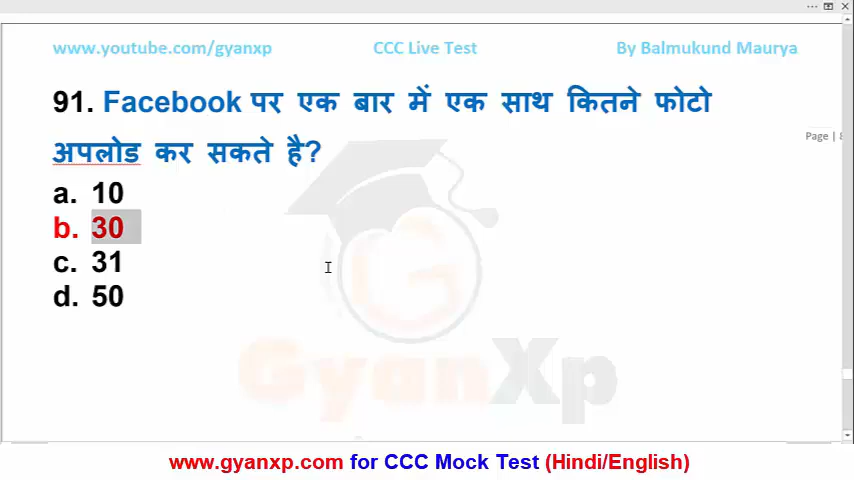 www.youtube.com/gyanxp CCC Live Test By Balmukund Maurya
91. Facebook पर एक बार में एक साथ कितने फोटो
Page |
अपलोड कर सकते है?
a. 10
b. 30
c. 31
d. 50
GyanXp
www.gyanxp.com for CCC Mock Test (Hindi/English)